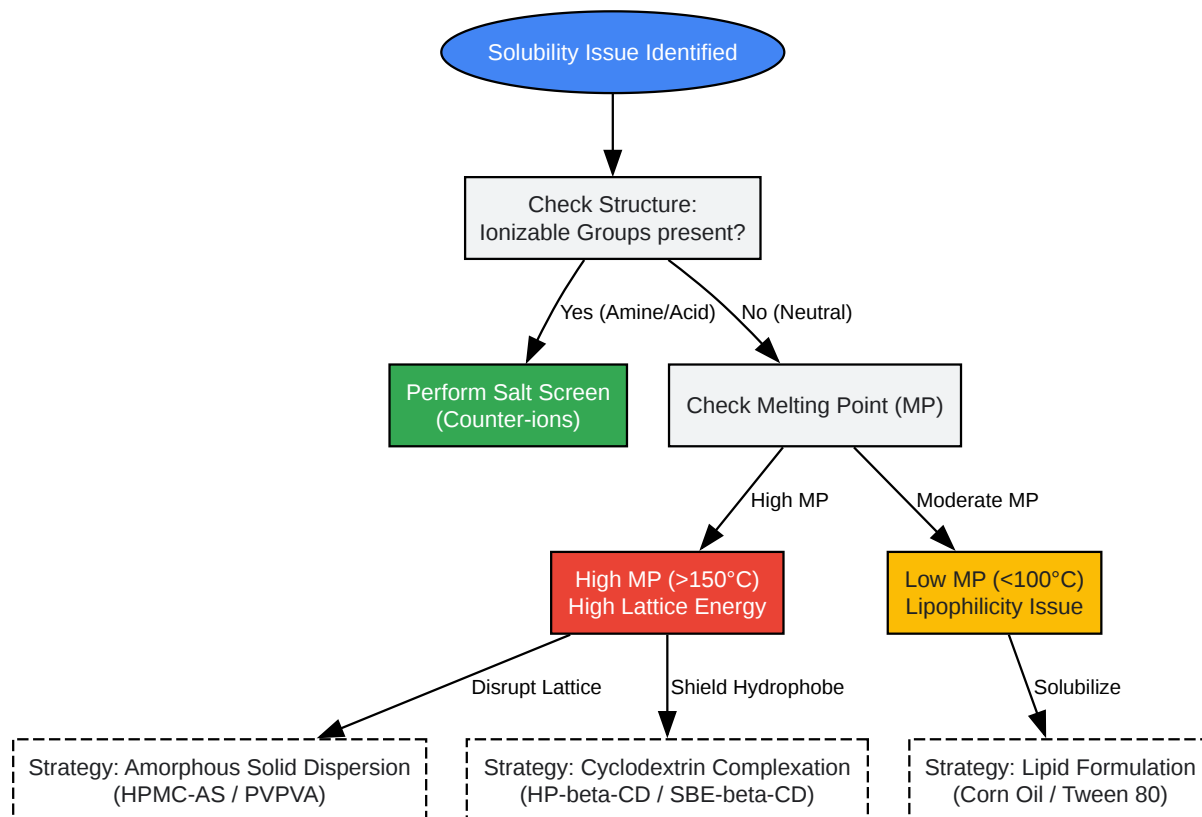 Solubility Issue Identified
Check Structure:
Ionizable Groups present?
Yes (Amine/Acid)
No (Neutral)
Perform Salt Screen
(Counter-ions)
Check Melting Point (MP)
High MP
Moderate MP
High MP (>150°C)
High Lattice Energy
Low MP (<100°C)
Lipophilicity Issue
Disrupt Lattice
Shield Hydrophobe
Solubilize
Strategy: Amorphous Solid Dispersion
(HPMC-AS / PVPVA)
Strategy: Cyclodextrin Complexation
(HP-beta-CD / SBE-beta-CD)
Strategy: Lipid Formulation
(Corn Oil / Tween 80)